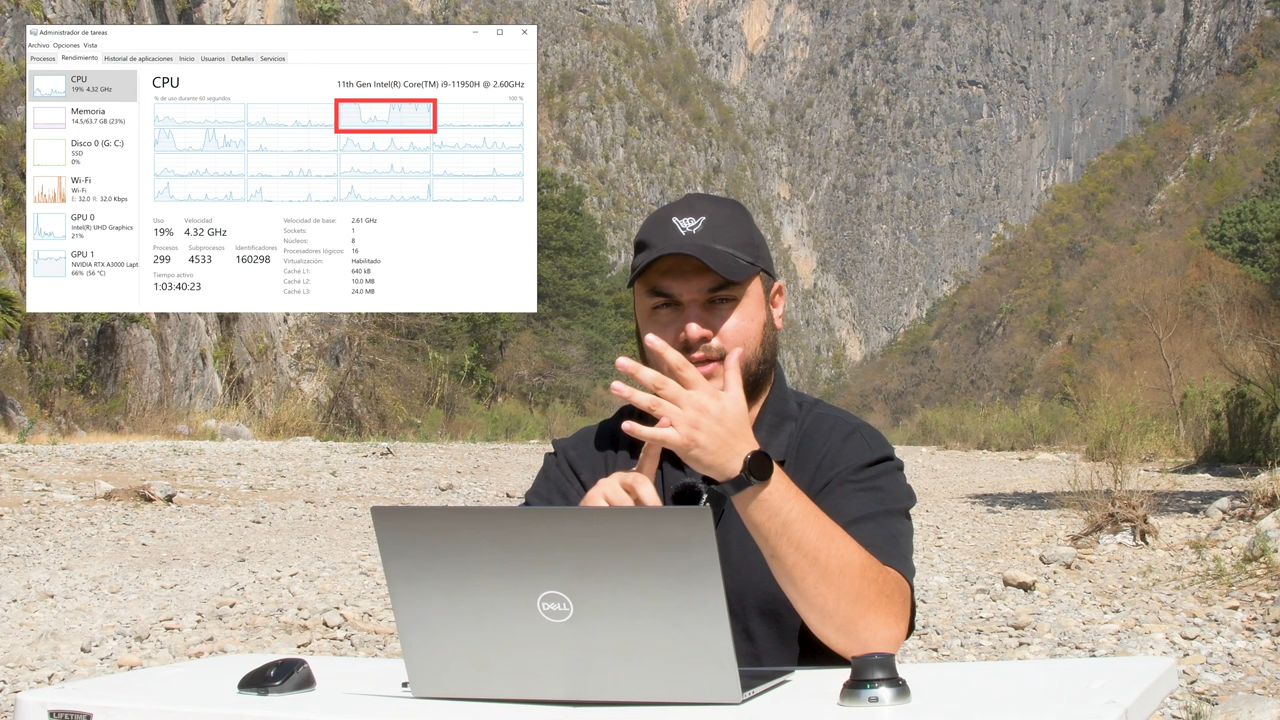 Administrador de tareas
Archivo Opciones Vista
Procesos Rendimiento Historial de aplicaciones Inicio Usuarios Detalles Servicios
CPU
19% 4.32 GHz
Memoria
14.5/63.7 GB (23%)
Disco 0 (G: C:)
SSD
0%
Wi-Fi
Wi-Fi
E: 32.0 R: 32.0 Kbps
GPU 0
Intel(R) UHD Graphics
21%
GPU 1
NVIDIA RTX A3000 Lapt
66% (56 °C)
CPU
11th Gen Intel(R) Core(TM) i9-11950H @ 2.60GHz
% de uso durante 60 segundos 100 %
Uso Velocidad
19% 4.32 GHz
Procesos Subprocesos Identificadores
299 4533 160298
Tiempo activo
1:03:40:23
Velocidad de base: 2.61 GHz
Sockets: 1
Núcleos: 8
Procesadores lógicos: 16
Virtualización: Habilitado
Caché L1: 640 kB
Caché L2: 10.0 MB
Caché L3: 24.0 MB
DELL
LIFETIME